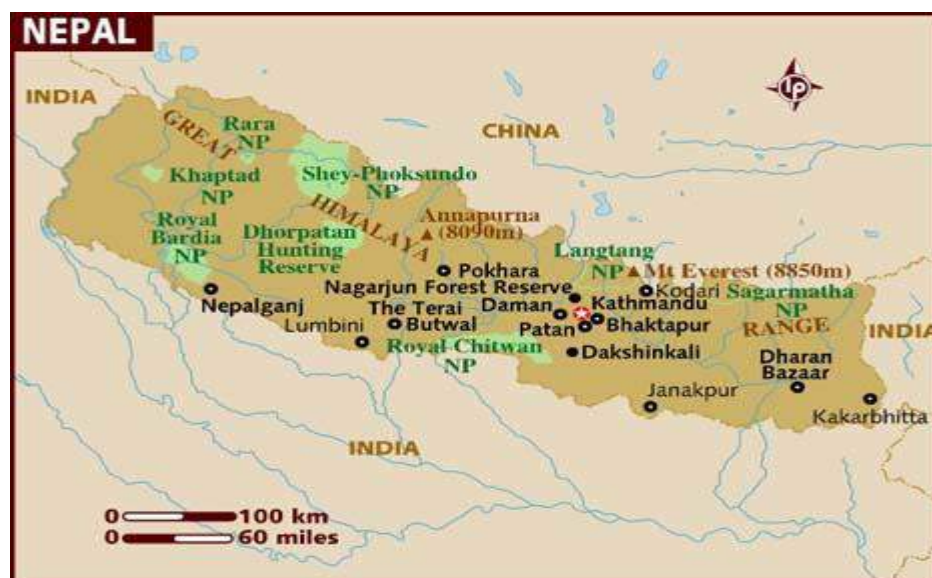 NEPAL
INDIA
lp
CHINA
GREAT
HIMALAYA
RANGE
Rara
NP
Khaptad
NP
Shey-Phoksundo
NP
Royal
Bardia
NP
Dhorpatan
Hunting
Reserve
Annapurna
(8090m)
Langtang
NP
Mt Everest (8850m)
Pokhara
Nagarjun Forest Reserve
Kodari
Sagarmatha
NP
Nepalganj
The Terai
Daman
Kathmandu
Lumbini
Butwal
Patan
Bhaktapur
INDIA
Royal Chitwan
NP
Dakshinkali
Dharan
Bazaar
Janakpur
Kakarbhitta
INDIA
0 100 km
0 60 miles